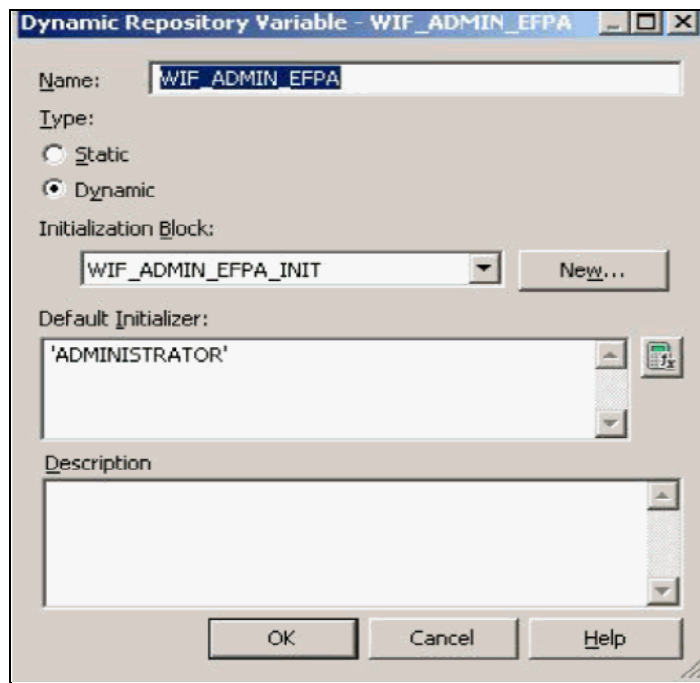 Dynamic Repository Variable - WIF_ADMIN_EFPA
Name: WIF_ADMIN_EFPA
Type:
Static
Dynamic
Initialization Block:
WIF_ADMIN_EFPA_INIT New...
Default Initializer:
'ADMINISTRATOR'
Description
OK Cancel Help